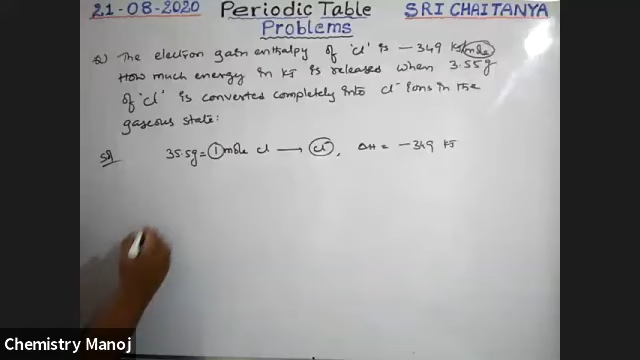 21-08-2020 Periodic Table SRI CHAITANYA
Problems
Q) The electron gain enthalpy of 'cl' is -349 KJ/mole
How much energy in KJ is released when 3.55g
of 'cl' is converted completely into cl- ions in the
gaseous state:
Sol 35.5g = 1 mole cl → cl-, ΔH = -349 KJ
Chemistry Manoj